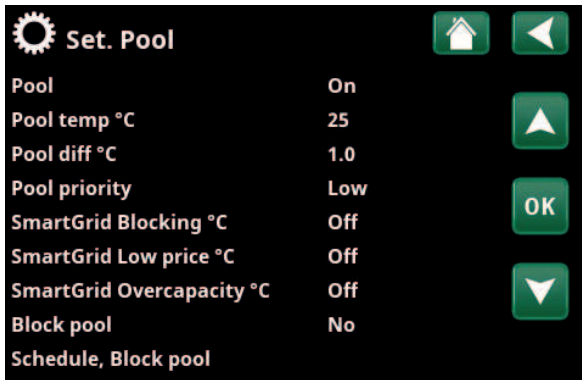 Set. Pool
Pool On
Pool temp °C 25
Pool diff °C 1.0
Pool priority Low
SmartGrid Blocking °C Off
SmartGrid Low price °C Off
SmartGrid Overcapacity °C Off
Block pool No
Schedule, Block pool
OK